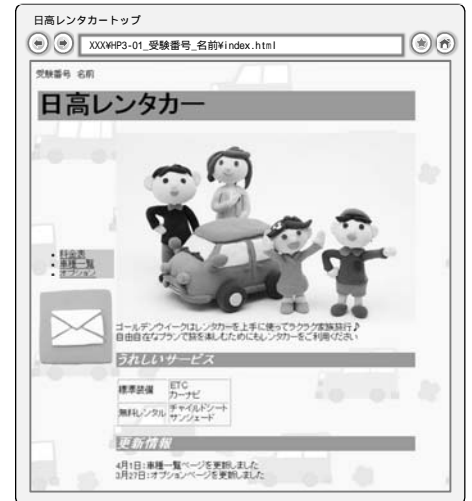 日高レンタカートップ
XXX¥HP3-01_受験番号_名前¥index.html
受験番号 名前
日高レンタカー
料金表
車種一覧
オプション
ゴールデンウイークはレンタカーを上手に使ってラクラク家族旅行♪
自由自在なプランで旅を楽しむためにもレンタカーをご利用ください
うれしいサービス
標準装備 ETC
カーナビ
無料レンタル チャイルドシート
サンシェード
更新情報
4月1日:車種一覧ページを更新しました
3月27日:オプションページを更新しました